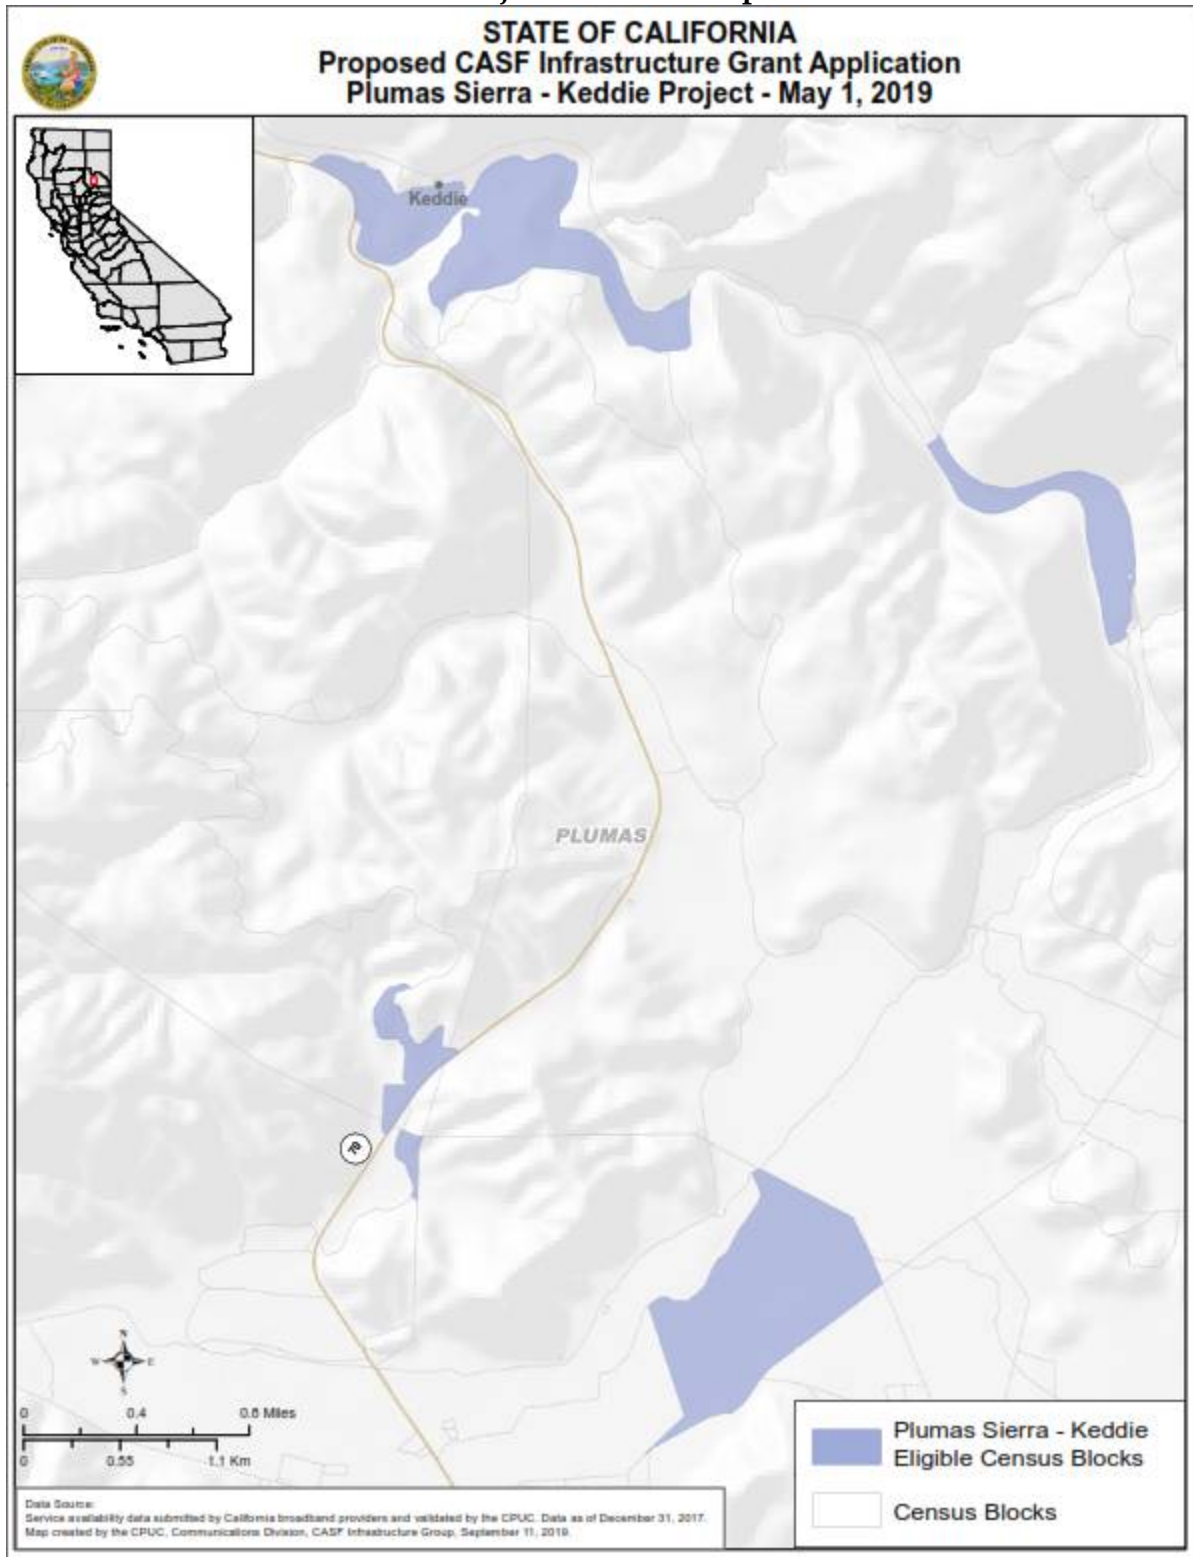 STATE OF CALIFORNIA
Proposed CASF Infrastructure Grant Application
Plumas Sierra - Keddie Project - May 1, 2019
Keddie
PLUMAS
70
N
W E
S
0 0.4 0.8 Miles
0 0.55 1.1 Km
Plumas Sierra - Keddie
Eligible Census Blocks
Census Blocks
Data Source:
Service availability data submitted by California broadband providers and validated by the CPUC. Data as of December 31, 2017.
Map created by the CPUC, Communications Division, CASF Infrastructure Group, September 11, 2019.